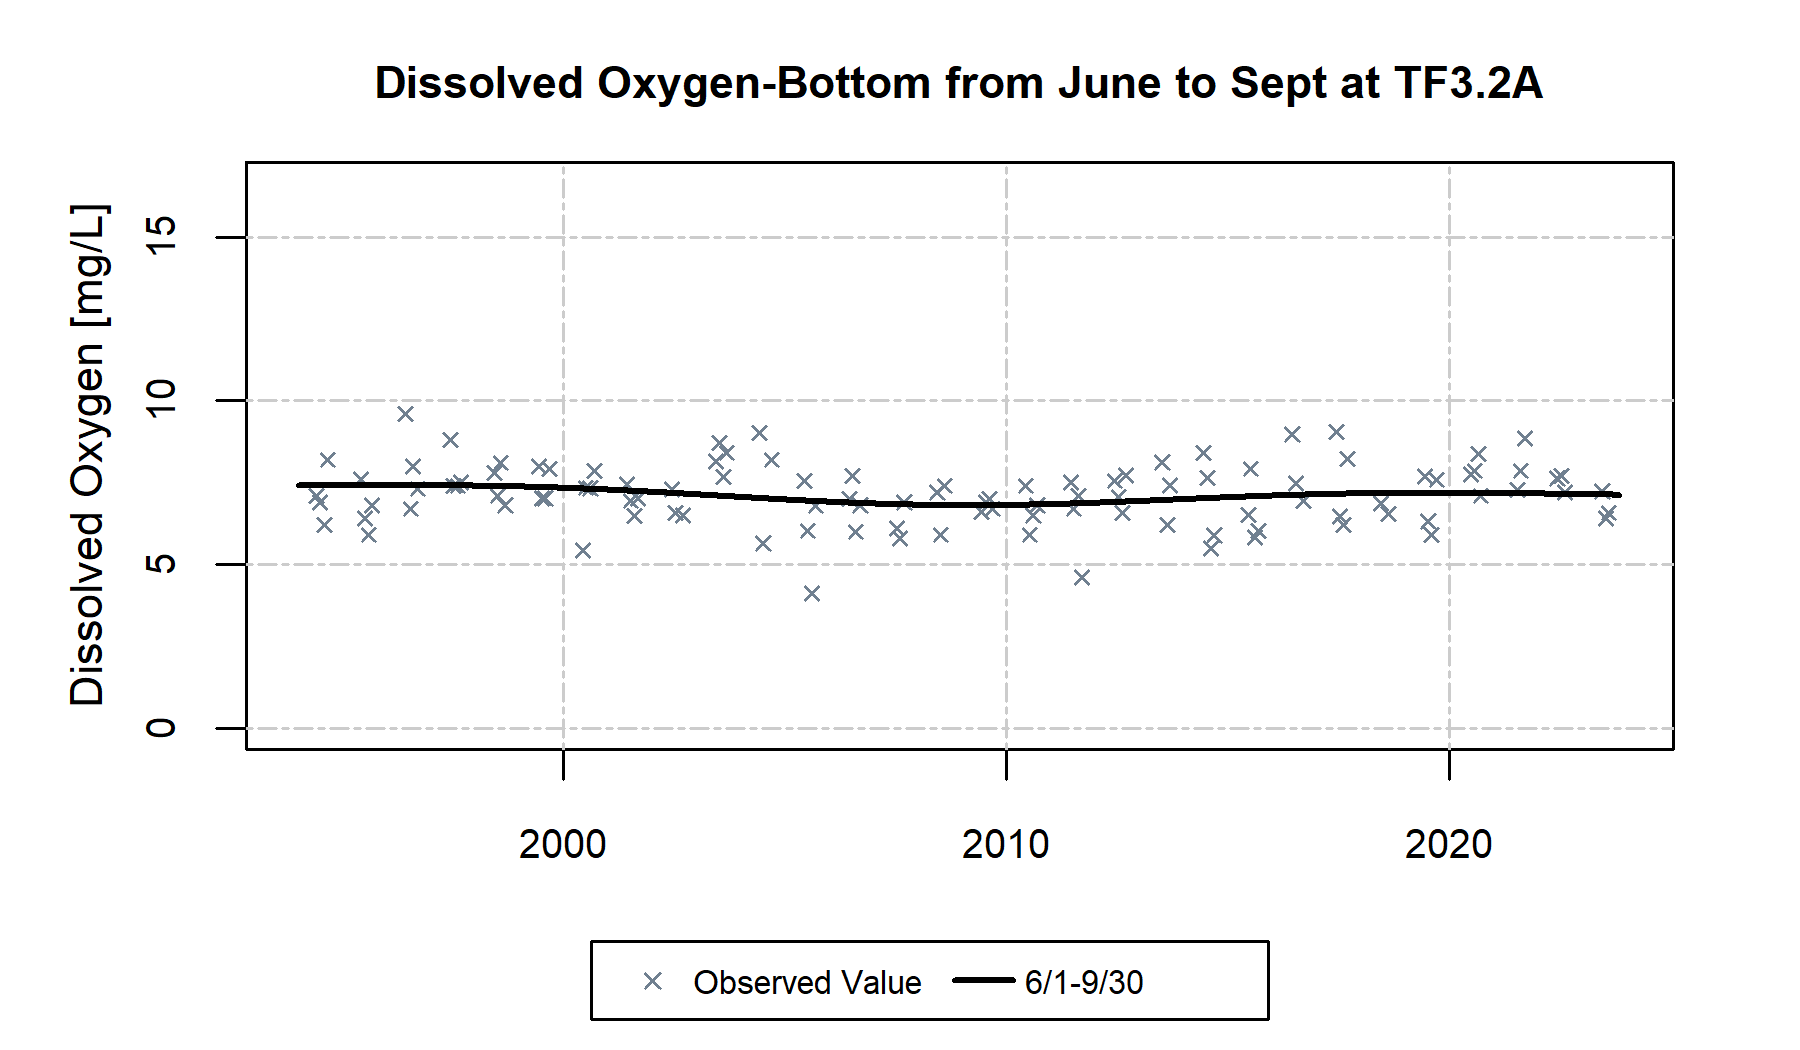 Dissolved Oxygen-Bottom from June to Sept at TF3.2A
Dissolved Oxygen [mg/L]
15
10
5
0
2000
2010
2020
Observed Value
6/1-9/30